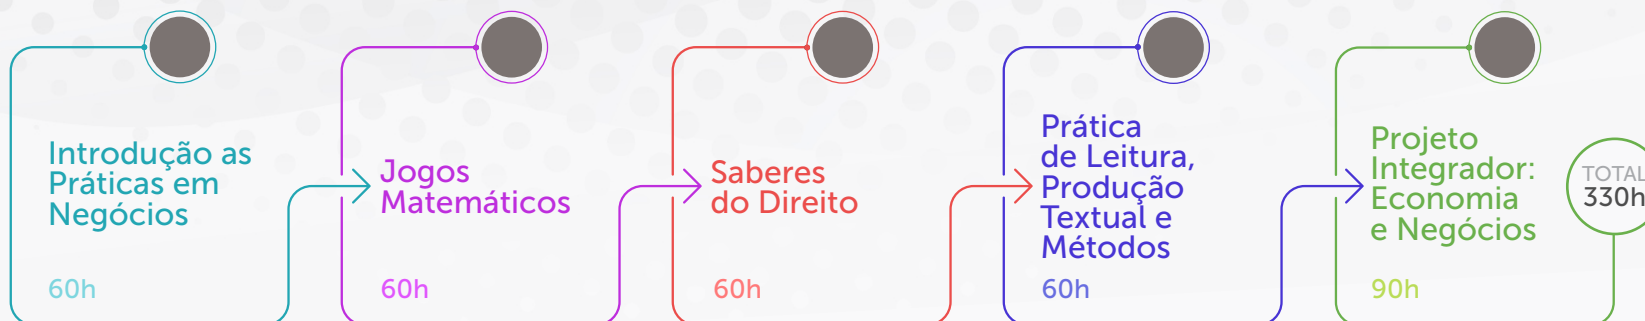 Introdução as
Práticas em
Negócios
60h
Jogos
Matemáticos
60h
Saberes
do Direito
60h
Prática
de Leitura,
Produção
Textual e
Métodos
60h
Projeto
Integrador:
Economia
e Negócios
90h
TOTAL
330h